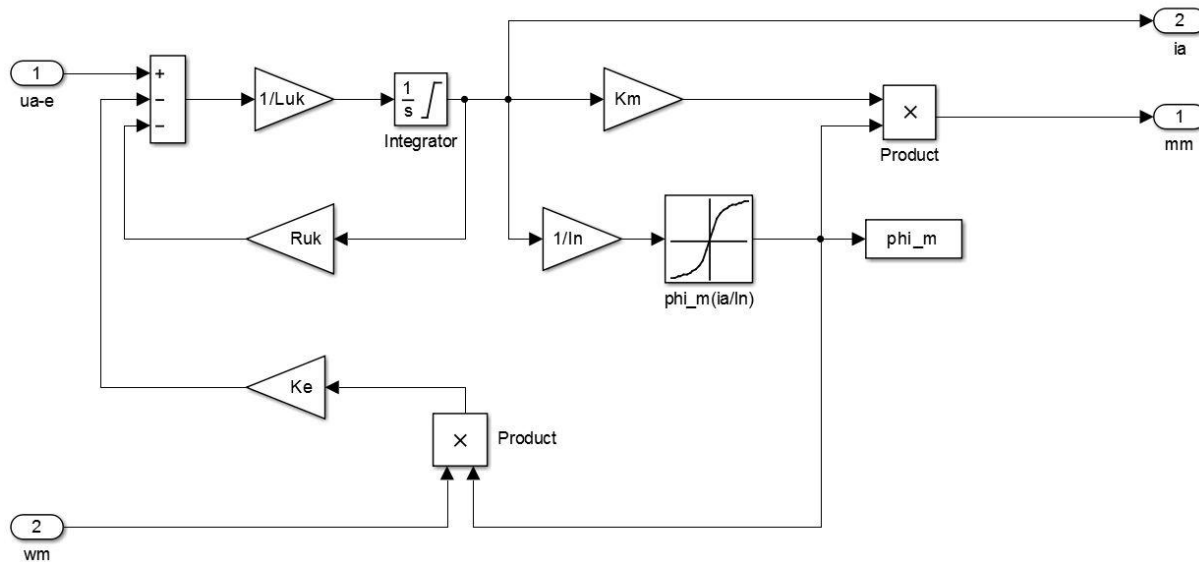 2
ia
1
ua-e
+
−
−
1/Luk
1
s
Integrator
Km
×
Product
1
mm
Ruk
1/In
phi_m(ia/In)
phi_m
Ke
×
Product
2
wm